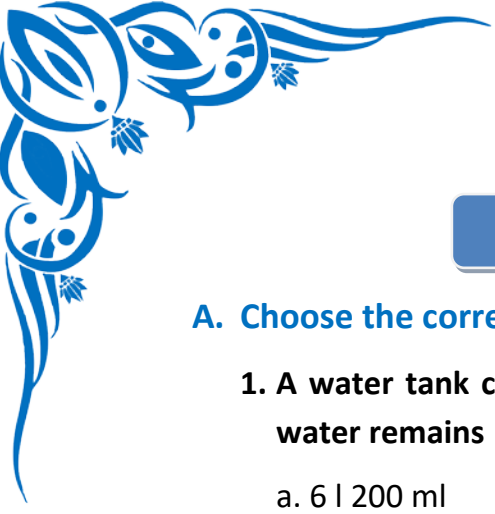 A. Choose the corre
1. A water tank c
water remains
a. 6 l 200 ml